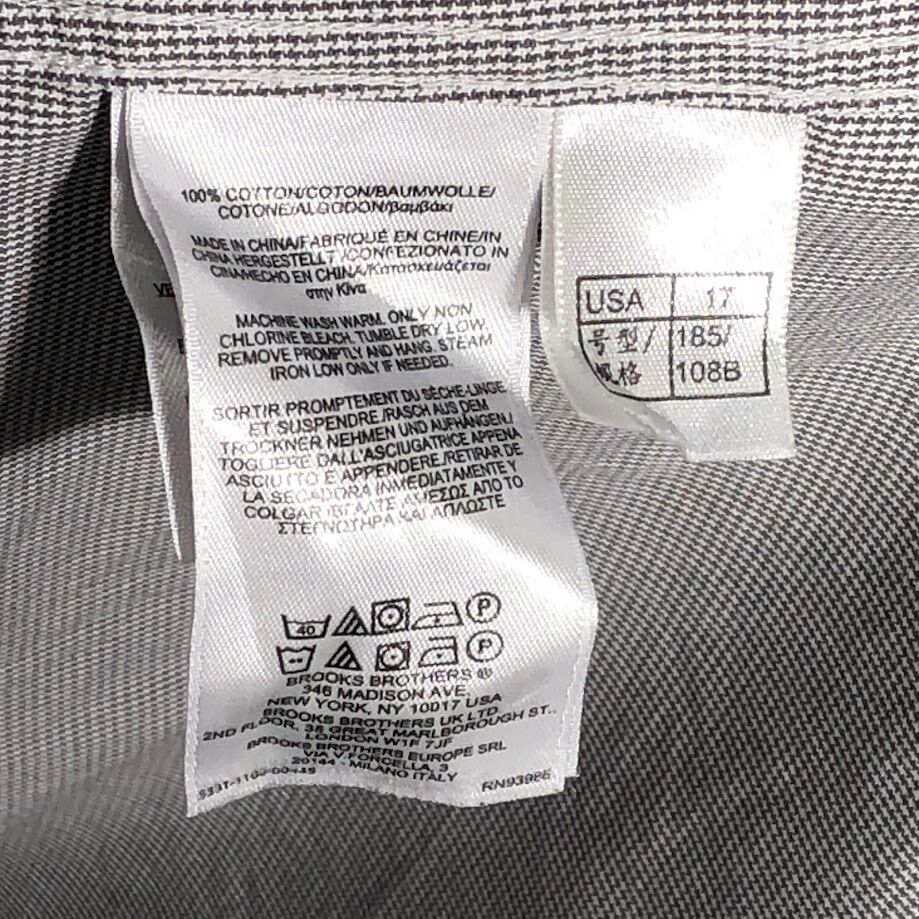 100% COTTON/COTON/BAUMWOLLE/
COTONE/ALGODON/βαμβάκι
MADE IN CHINA/FABRIQUÉ EN CHINE/IN
CHINA HERGESTELLT /CONFEZIONATO IN
CINA/HECHO EN CHINA/Κατασκευάζεται
στην Κίνα
MACHINE WASH WARM. ONLY NON
CHLORINE BLEACH. TUMBLE DRY LOW.
REMOVE PROMPTLY AND HANG. STEAM
IRON LOW ONLY IF NEEDED.
SORTIR PROMPTEMENT DU SÈCHE-LINGE
ET SUSPENDRE /RASCH AUS DEM
TROCKNER NEHMEN UND AUFHÄNGEN/
TOGLIERE DALL'ASCIUGATRICE APPENA
ASCIUTTO E APPENDERE /RETIRAR DE
LA SECADORA INMEDIATAMENTE Y
COLGAR /ΒΓΑΛΤΕ ΑΜΕΣΩΣ ΑΠΟ ΤΟ
ΣΤΕΓΝΩΤΗΡΑ ΚΑΙ ΑΠΛΩΣΤΕ
40 P
P
BROOKS BROTHERS ®
346 MADISON AVE.
NEW YORK, NY 10017 USA
BROOKS BROTHERS UK LTD.
2ND FLOOR, 35 GREAT MARLBOROUGH ST.,
LONDON W1F 7JF
BROOKS BROTHERS EUROPE SRL
VIA V.FORCELLA, 3
20144 - MILANO ITALY
RN93986
USA 17
号型/ 185/
规格 108B